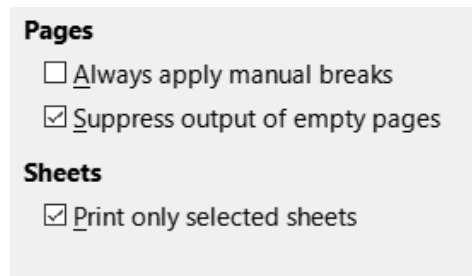 Pages
Always apply manual breaks
Suppress output of empty pages
Sheets
Print only selected sheets